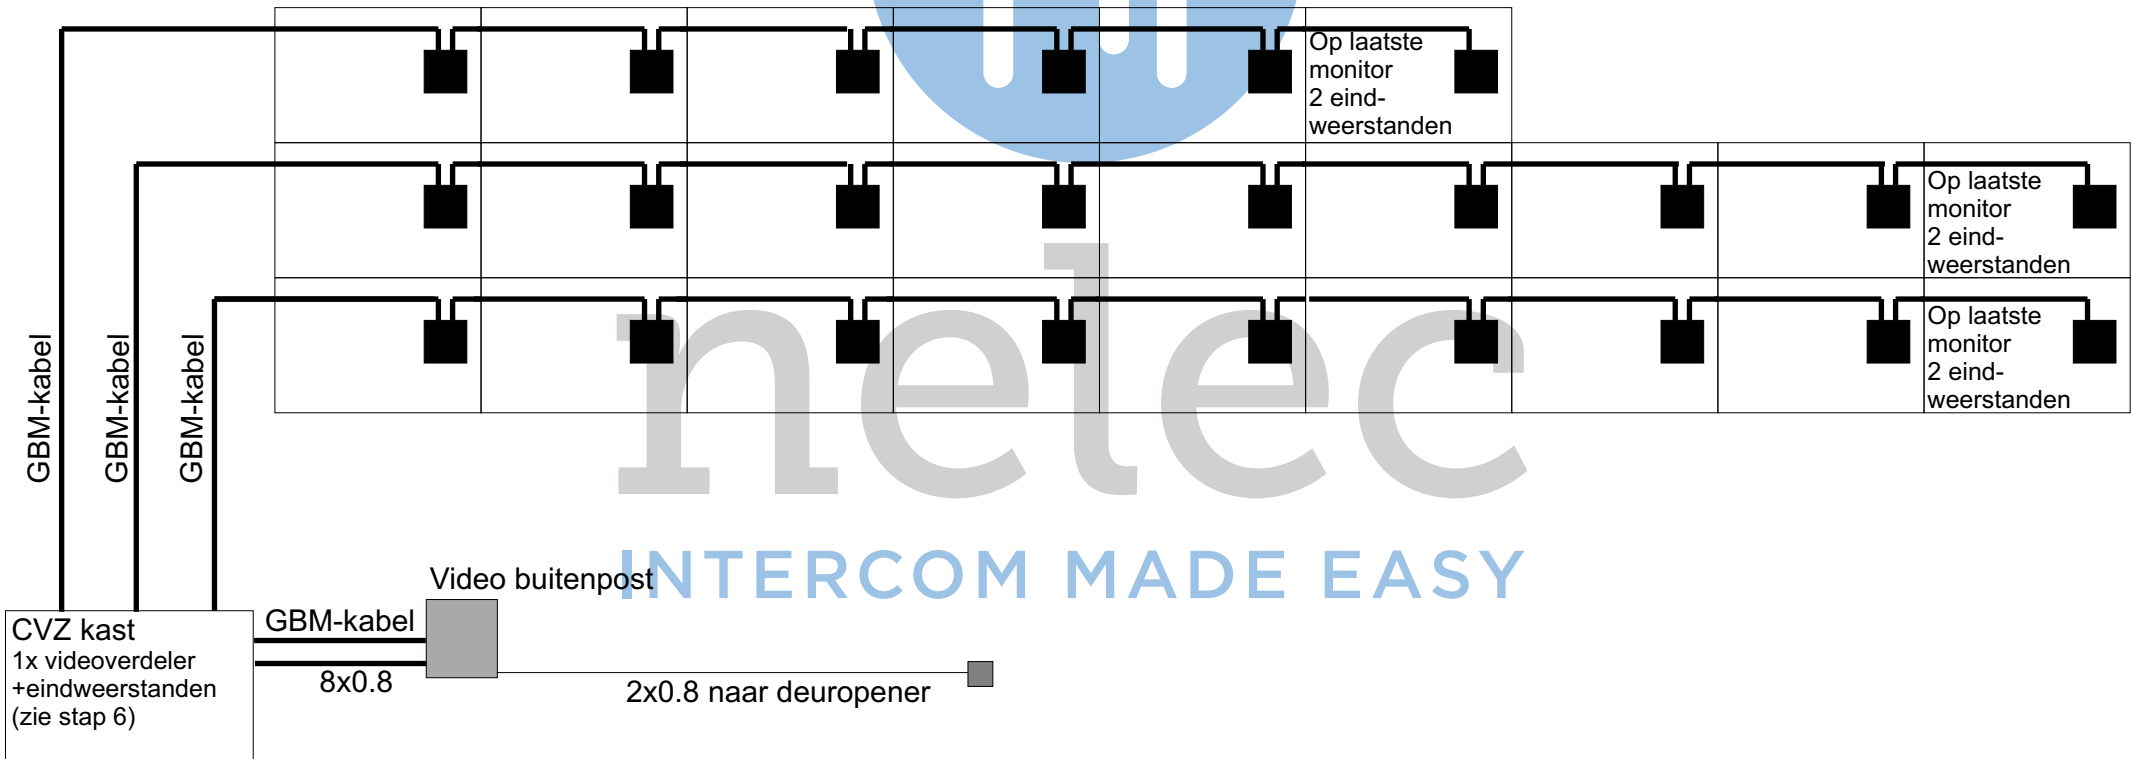 Op laatste
monitor
2 eind-
weerstanden
Op laatste
monitor
2 eind-
weerstanden
Op laatste
monitor
2 eind-
weerstanden
GBM-kabel
GBM-kabel
GBM-kabel
nelec
INTERCOM MADE EASY
Video buitenpost
CVZ kast
1x videoverdeler
+eindweerstanden
(zie stap 6)
GBM-kabel
8x0.8
2x0.8 naar deuropener